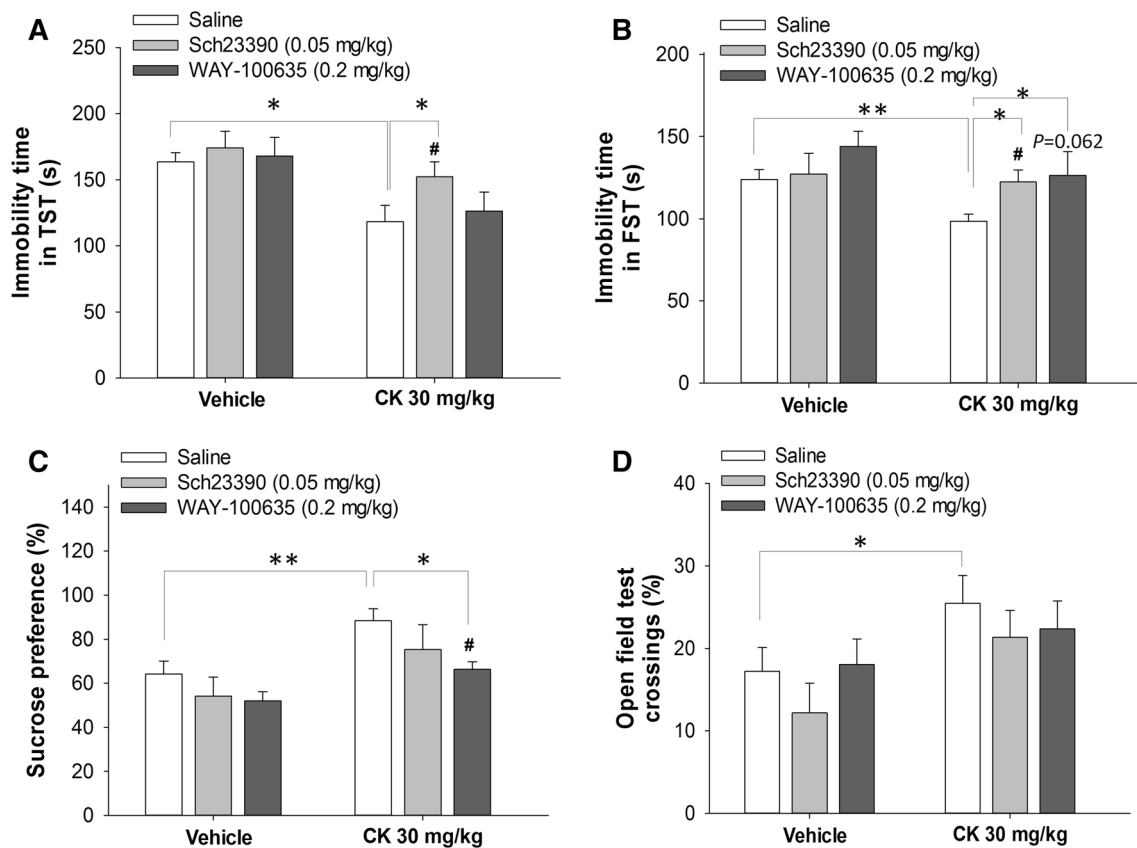 A
Saline
Sch23390 (0.05 mg/kg)
WAY-100635 (0.2 mg/kg)
Immobility time
in TST (s)
250
200
150
100
50
0
*
*
#
Vehicle
CK 30 mg/kg
B
Saline
Sch23390 (0.05 mg/kg)
WAY-100635 (0.2 mg/kg)
Immobility time
in FST (s)
200
150
100
50
0
**
*
*
P=0.062
#
Vehicle
CK 30 mg/kg
C
Saline
Sch23390 (0.05 mg/kg)
WAY-100635 (0.2 mg/kg)
Sucrose preference (%)
140
120
100
80
60
40
20
0
**
*
#
Vehicle
CK 30 mg/kg
D
Saline
Sch23390 (0.05 mg/kg)
WAY-100635 (0.2 mg/kg)
Open field test
crossings (%)
40
30
20
10
0
*
Vehicle
CK 30 mg/kg